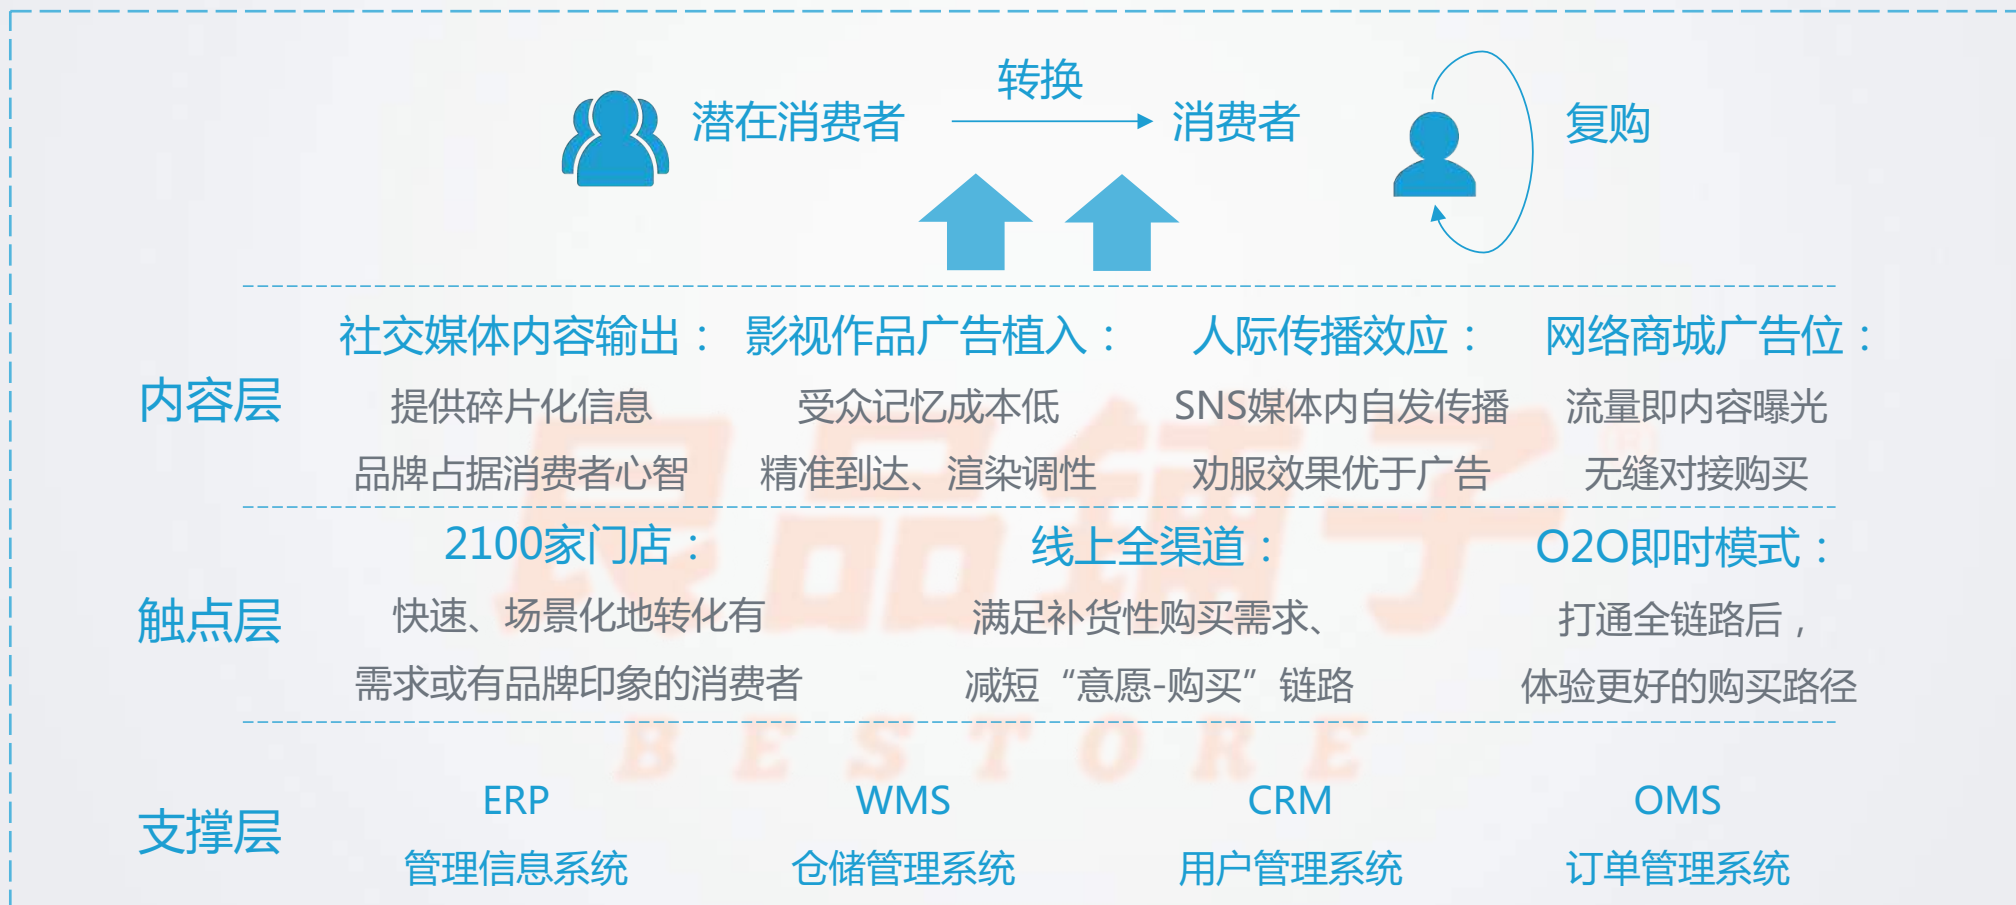 转换
潜在消费者
消费者
复购
内容层
社交媒体内容输出：
提供碎片化信息
品牌占据消费者心智
影视作品广告植入：
受众记忆成本低
精准到达、渲染调性
人际传播效应：
SNS媒体内自发传播
劝服效果优于广告
网络商城广告位：
流量即内容曝光
无缝对接购买
触点层
2100家门店：
快速、场景化地转化有
需求或有品牌印象的消费者
线上全渠道：
满足补货性购买需求、
减短“意愿-购买”链路
O2O即时模式：
打通全链路后，
体验更好的购买路径
支撑层
ERP
管理信息系统
WMS
仓储管理系统
CRM
用户管理系统
OMS
订单管理系统
良品铺子®
BESTORE